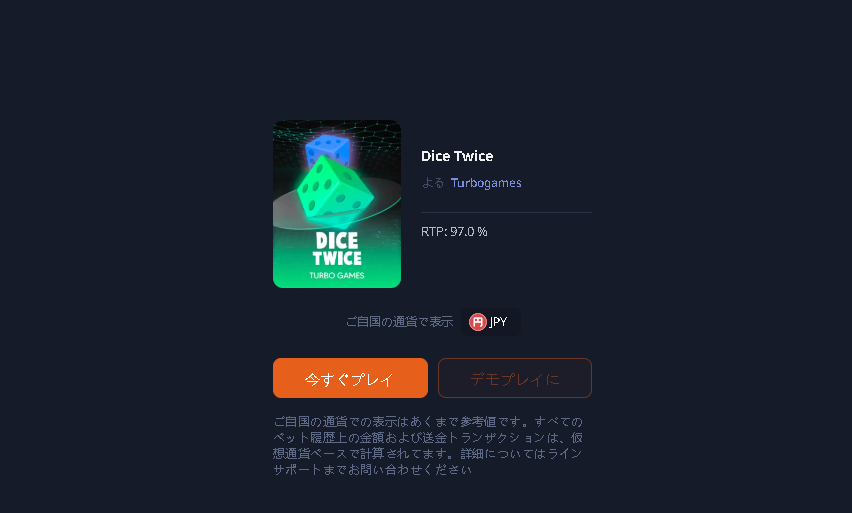 Dice Twice
よる Turbogames
RTP: 97.0 %
DICE
TWICE
TURBO GAMES
ご自国の通貨で表示 円 JPY
今すぐプレイ
デモプレイに
ご自国の通貨での表示はあくまで参考値です。すべての
ベット履歴上の金額および送金トランザクションは、仮
想通貨ベースで計算されてます。詳細についてはライン
サポートまでお問い合わせください